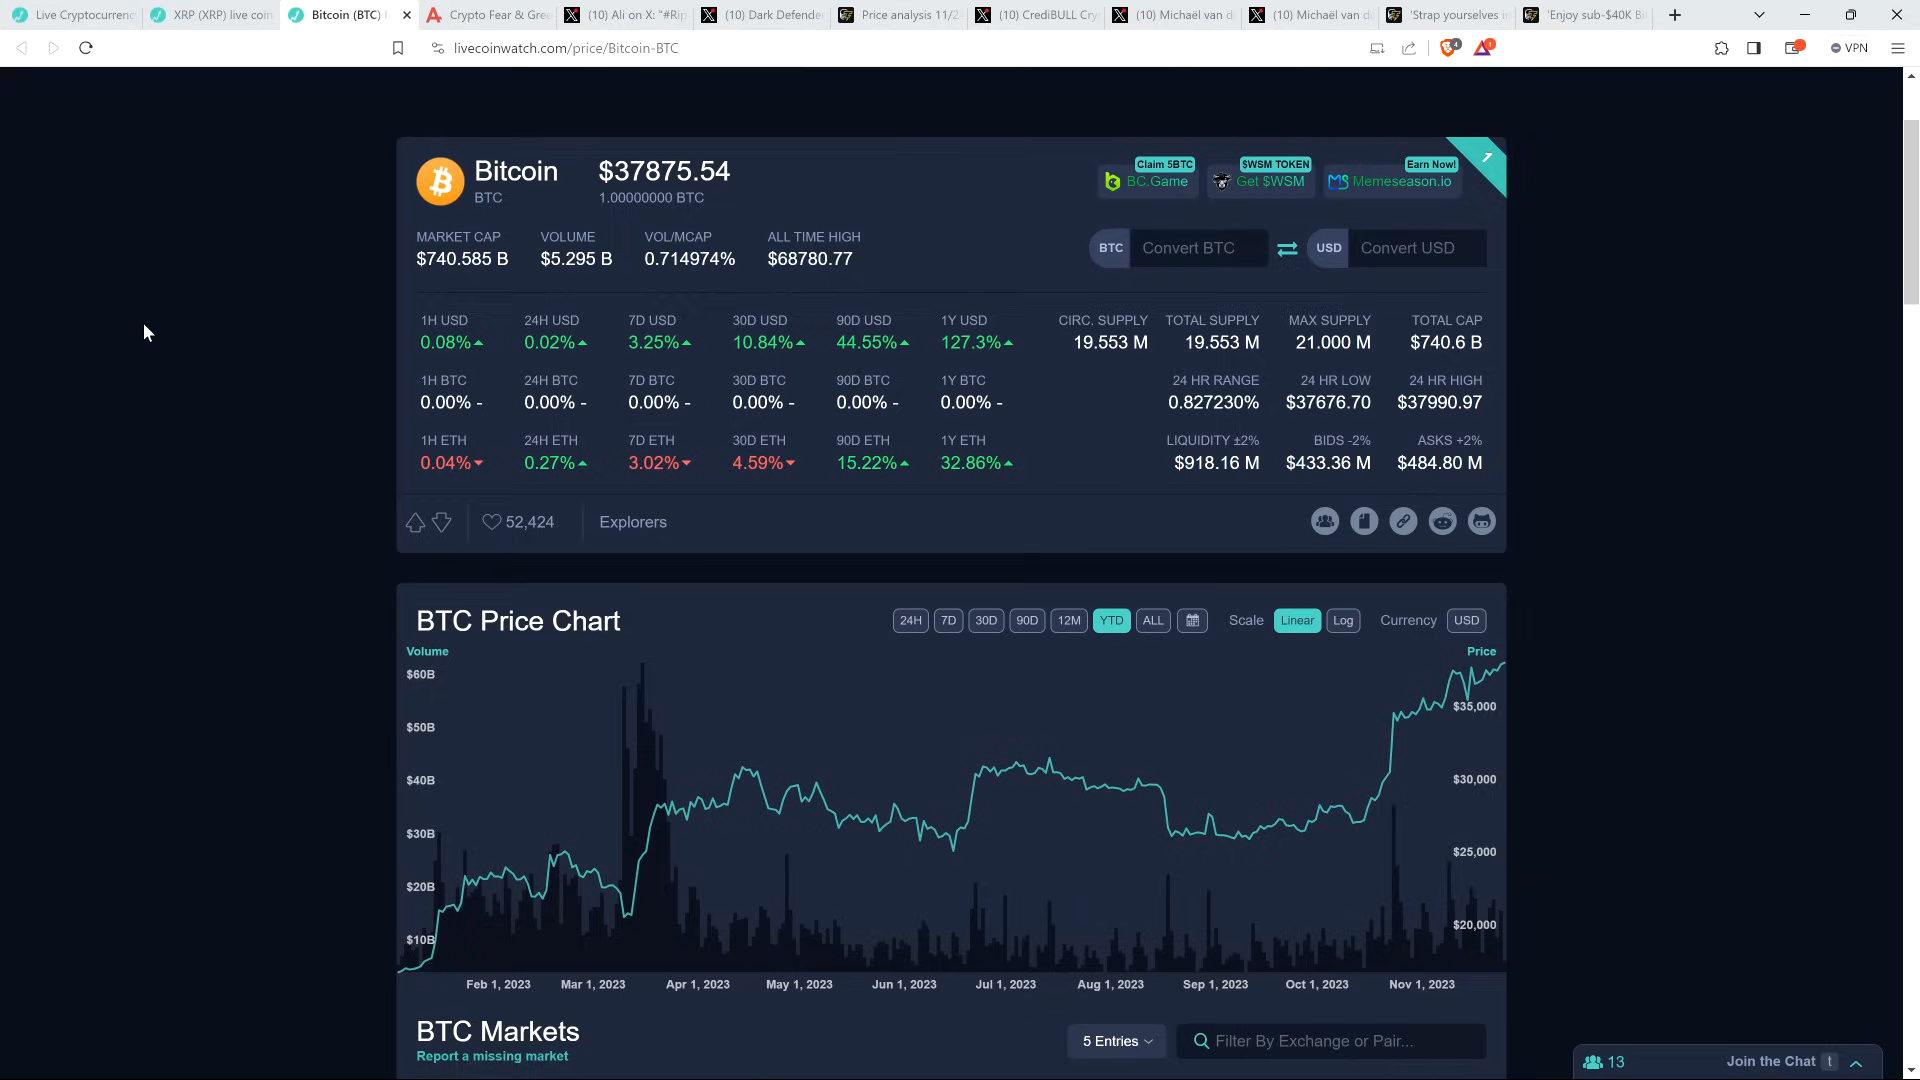 Live Cryptocurrenc
XRP (XRP) live coin
Bitcoin (BTC)
Crypto Fear & Gre
(10) Ali on X: "#Rip
(10) Dark Defende
Price analysis 11/2
(10) CrediBULL Cry
(10) Michaël van d
(10) Michaël van d
'Strap yourselves in
'Enjoy sub-$40K Bi
livecoinwatch.com/price/Bitcoin-BTC
4
1
VPN
Bitcoin
$37875.54
BTC
1.00000000 BTC
Claim 5BTC
BC.Game
$WSM TOKEN
Get $WSM
Earn Now!
Memeseason.io
1
MARKET CAP
VOLUME
VOL/MCAP
ALL TIME HIGH
$740.585 B
$5.295 B
0.714974%
$68780.77
BTC
Convert BTC
USD
Convert USD
1H USD
24H USD
7D USD
30D USD
90D USD
1Y USD
CIRC. SUPPLY
TOTAL SUPPLY
MAX SUPPLY
TOTAL CAP
0.08%
0.02%
3.25%
10.84%
44.55%
127.3%
19.553 M
19.553 M
21.000 M
$740.6 B
1H BTC
24H BTC
7D BTC
30D BTC
90D BTC
1Y BTC
24 HR RANGE
24 HR LOW
24 HR HIGH
0.00% -
0.00% -
0.00% -
0.00% -
0.00% -
0.00% -
0.827230%
$37676.70
$37990.97
1H ETH
24H ETH
7D ETH
30D ETH
90D ETH
1Y ETH
LIQUIDITY ±2%
BIDS -2%
ASKS +2%
0.04%
0.27%
3.02%
4.59%
15.22%
32.86%
$918.16 M
$433.36 M
$484.80 M
52,424
Explorers
BTC Price Chart
24H
7D
30D
90D
12M
YTD
ALL
Scale
Linear
Log
Currency
USD
Volume
Price
$60B
$50B
$40B
$30B
$20B
$10B
$35,000
$30,000
$25,000
$20,000
Feb 1, 2023
Mar 1, 2023
Apr 1, 2023
May 1, 2023
Jun 1, 2023
Jul 1, 2023
Aug 1, 2023
Sep 1, 2023
Oct 1, 2023
Nov 1, 2023
BTC Markets
Report a missing market
5 Entries
Filter By Exchange or Pair...
13
Join the Chat
t